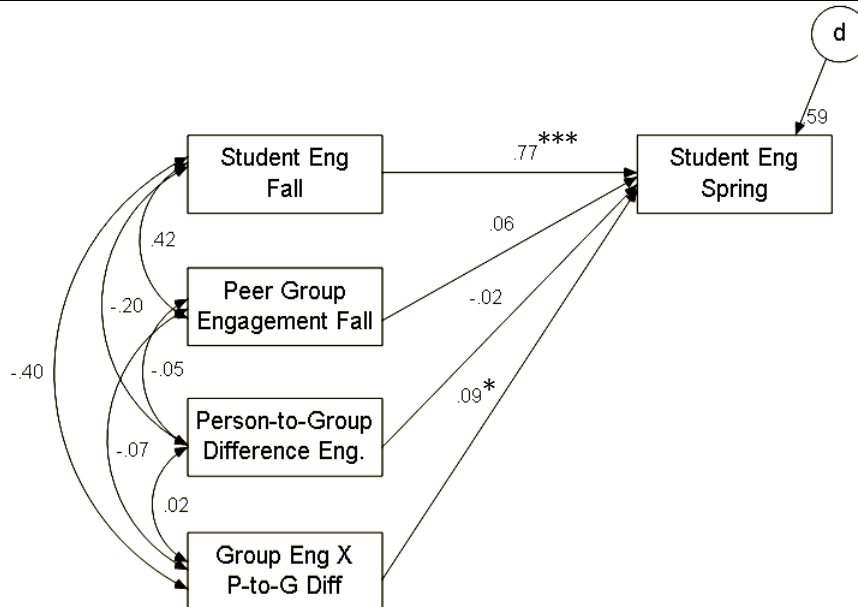 d
.59
Student Eng
Fall
.77***
Student Eng
Spring
.42
.06
Peer Group
Engagement Fall
-.20
-.02
-.40
-.05
.09*
Person-to-Group
Difference Eng.
-.07
.02
Group Eng X
P-to-G Diff